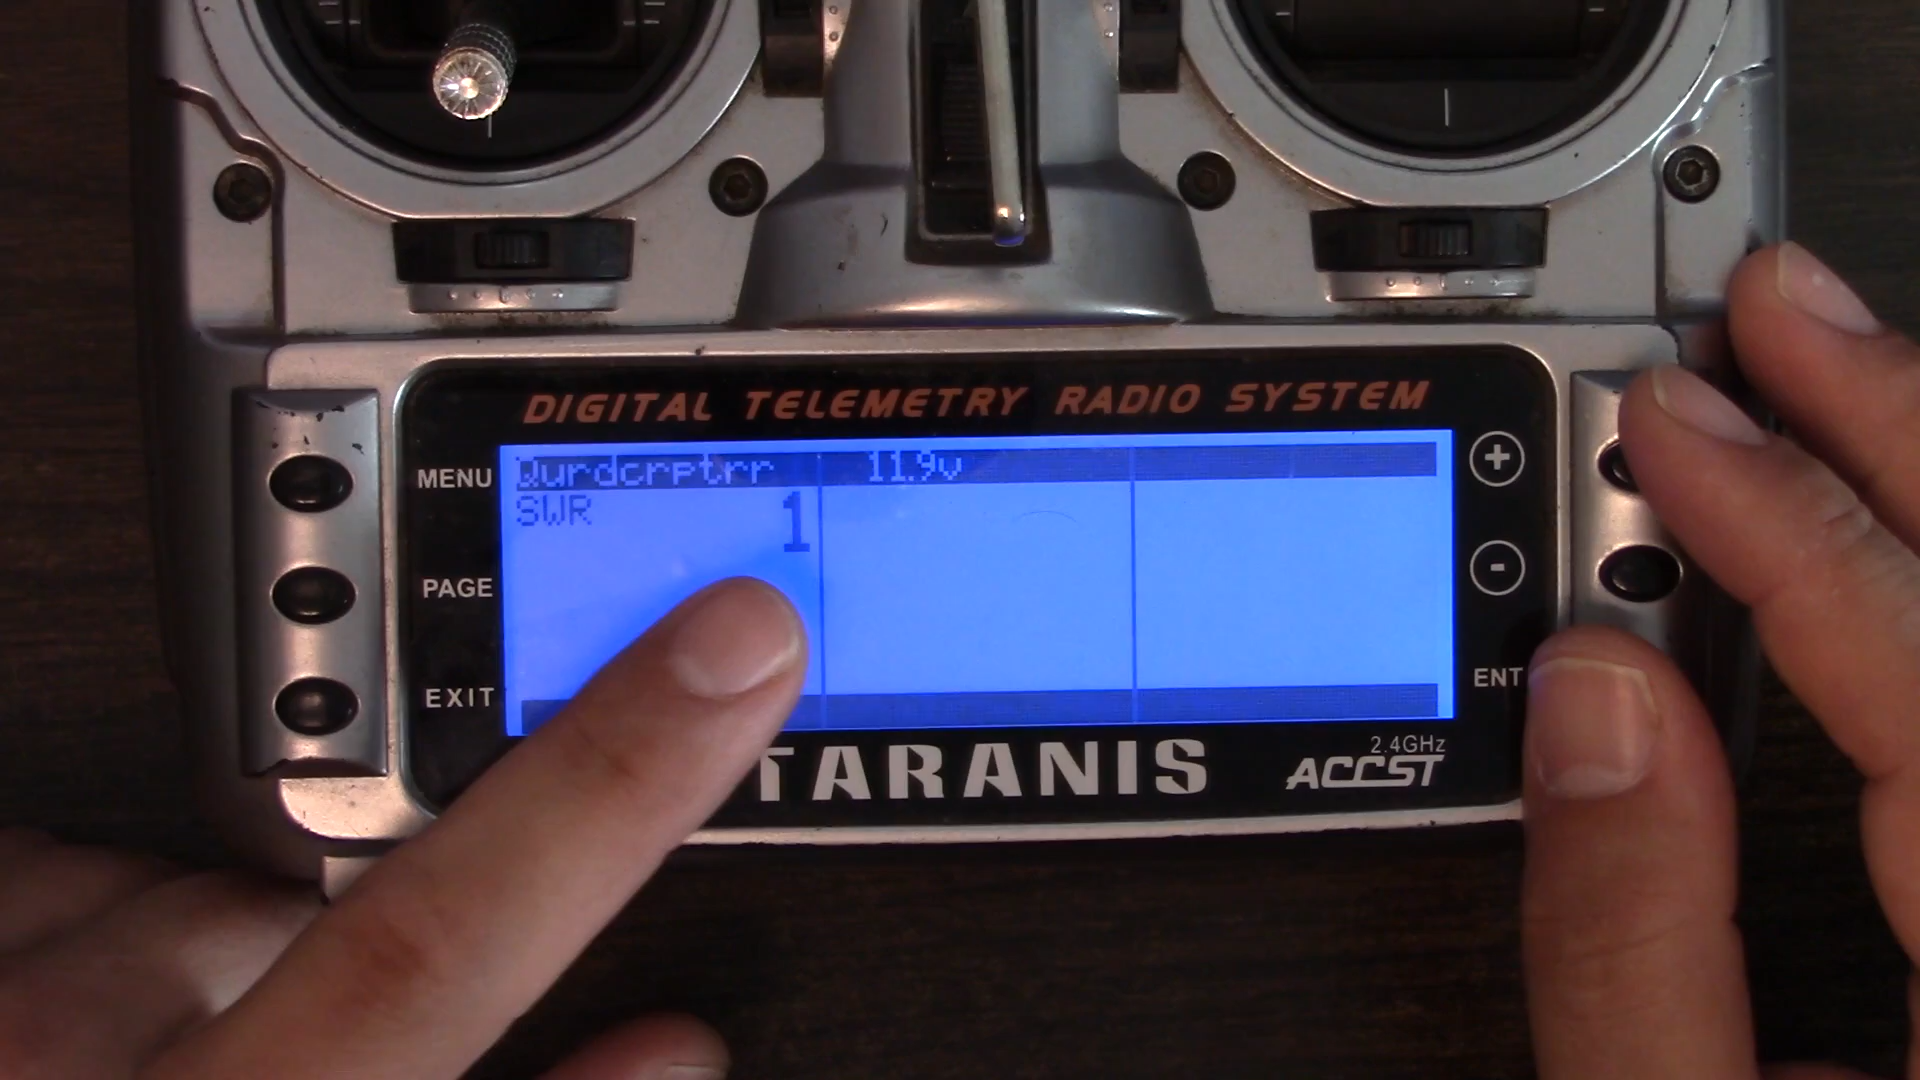 DIGITAL TELEMETRY RADIO SYSTEM
MENU
Qurdcrptrr 11.9v
SWR 1
PAGE
EXIT
+
-
ENT
TARANIS
2.4GHz
ACCST